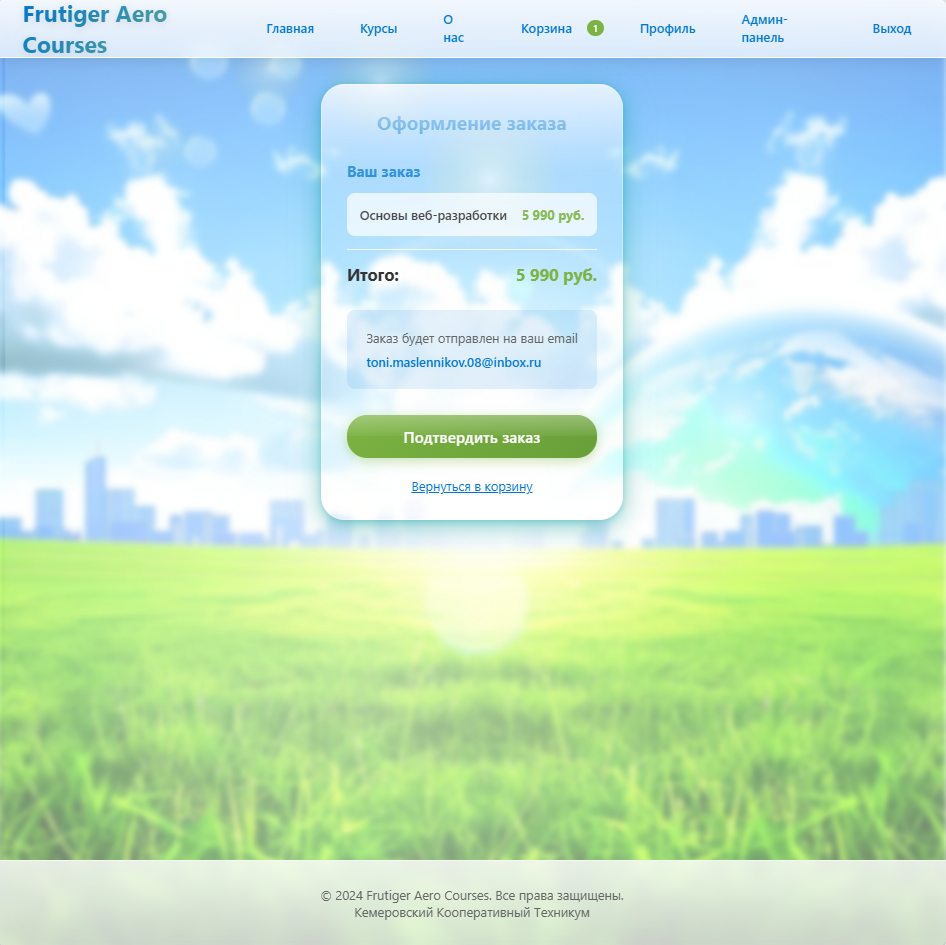 Frutiger Aero
Courses
Главная
Курсы
О
нас
Корзина 1
Профиль
Админ-
панель
Выход
Оформление заказа
Ваш заказ
Основы веб-разработки 5 990 руб.
Итого: 5 990 руб.
Заказ будет отправлен на ваш email
toni.maslennikov.08@inbox.ru
Подтвердить заказ
Вернуться в корзину
© 2024 Frutiger Aero Courses. Все права защищены.
Кемеровский Кооперативный Техникум